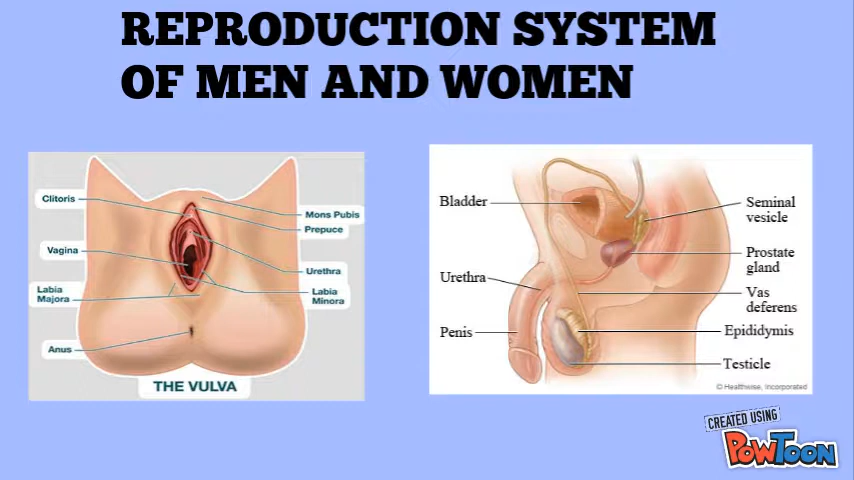 REPRODUCTION SYSTEM
OF MEN AND WOMEN
Clitoris
Mons Pubis
Prepuce
Vagina
Urethra
Labia
Majora
Labia
Minora
Anus
THE VULVA
Bladder
Seminal
vesicle
Prostate
gland
Urethra
Vas
deferens
Penis
Epididymis
Testicle
© Healthwise, Incorporated
CREATED USING
POWTOON